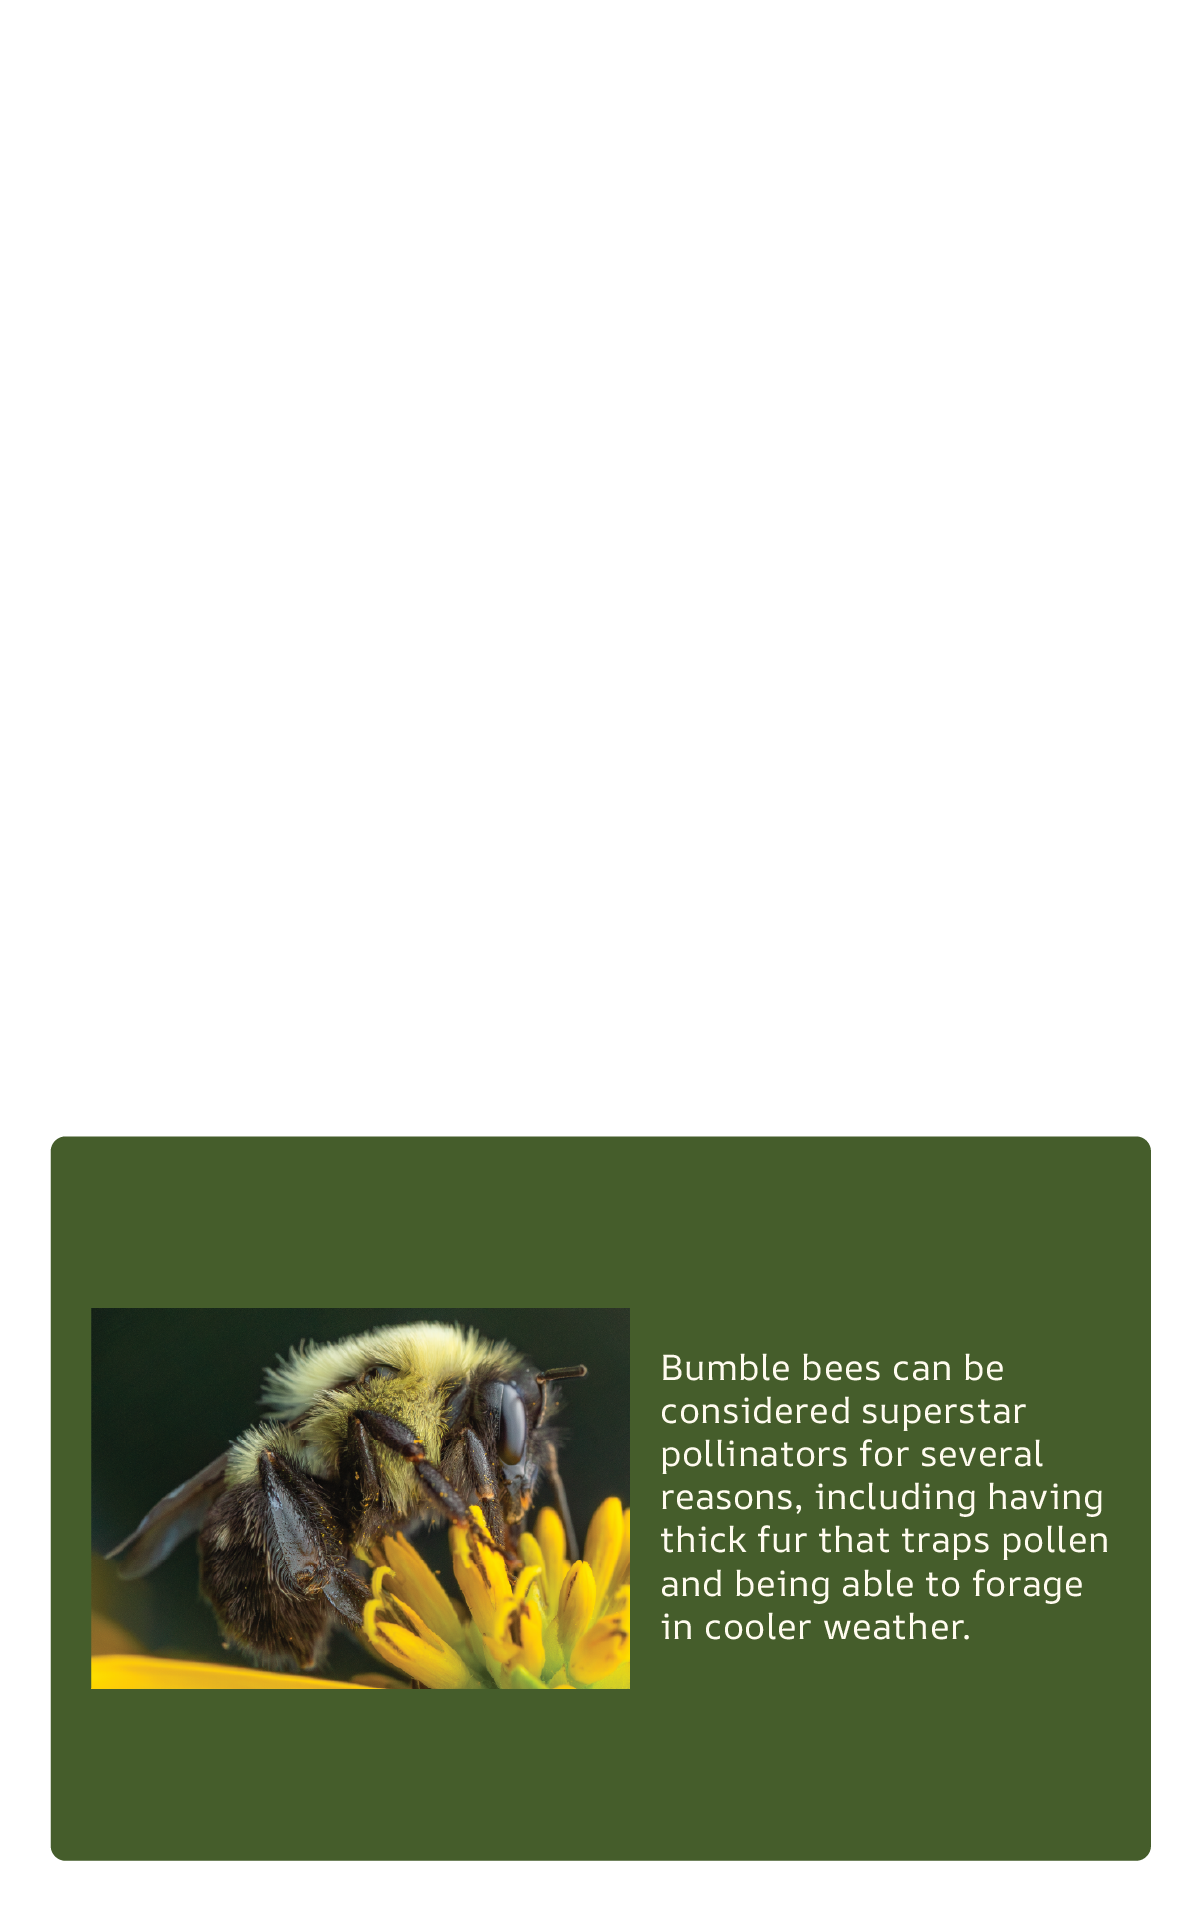 Bumble bees can be
considered superstar
pollinators for several
reasons, including having
thick fur that traps pollen
and being able to forage
in cooler weather.